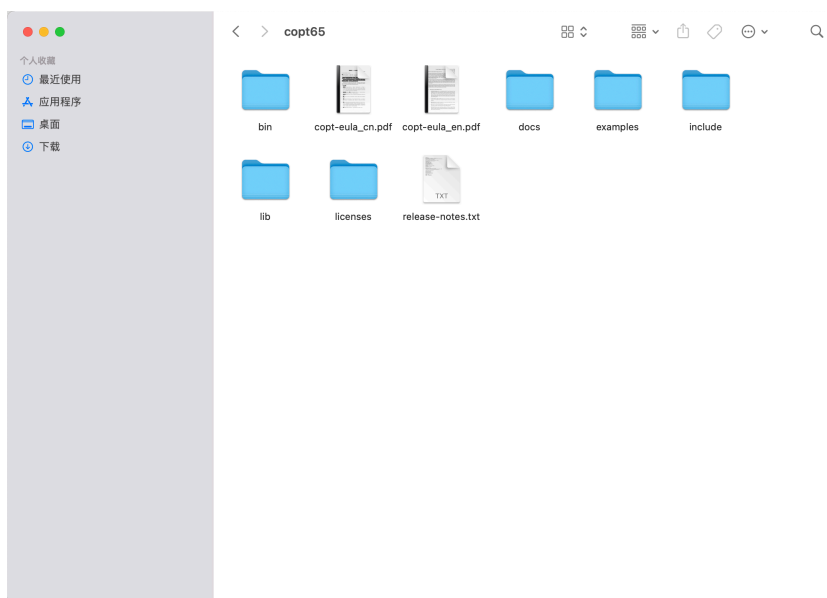 copt65
个人收藏
最近使用
应用程序
桌面
下载
bin
copt-eula_cn.pdf
copt-eula_en.pdf
docs
examples
include
lib
licenses
TXT
release-notes.txt